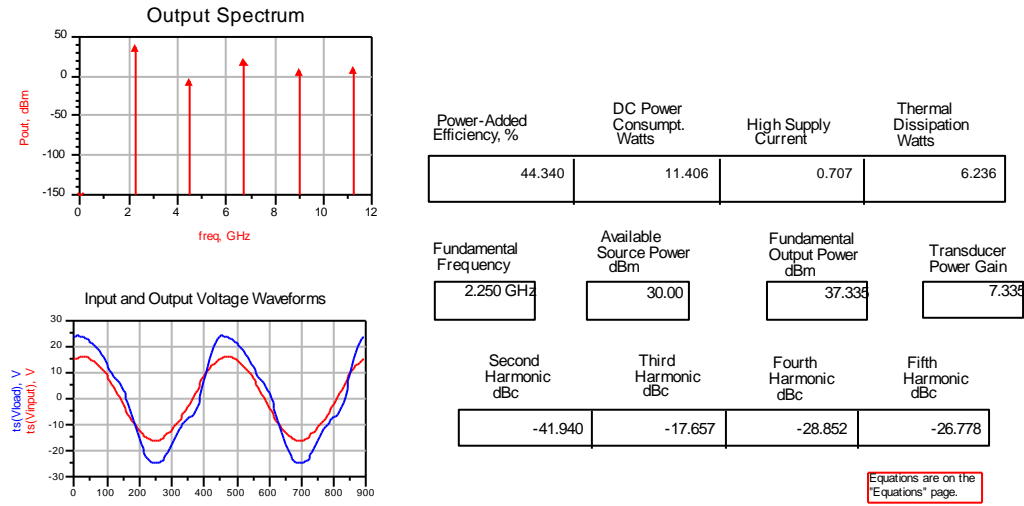 Output Spectrum
50
0
-50
-100
-150
Pout, dBm
0
2
4
6
8
10
12
freq, GHz
Input and Output Voltage Waveforms
30
20
10
0
-10
-20
-30
ts(Vload), V
ts(Vinput), V
0
100
200
300
400
500
600
700
800
900
Power-Added
Efficiency, %
DC Power
Consumpt.
Watts
High Supply
Current
Thermal
Dissipation
Watts
44.340
11.406
0.707
6.236
Fundamental
Frequency
Available
Source Power
dBm
Fundamental
Output Power
dBm
Transducer
Power Gain
2.250 GHz
30.00
37.335
7.335
Second
Harmonic
dBc
Third
Harmonic
dBc
Fourth
Harmonic
dBc
Fifth
Harmonic
dBc
-41.940
-17.657
-28.852
-26.778
Equations are on the
"Equations" page.